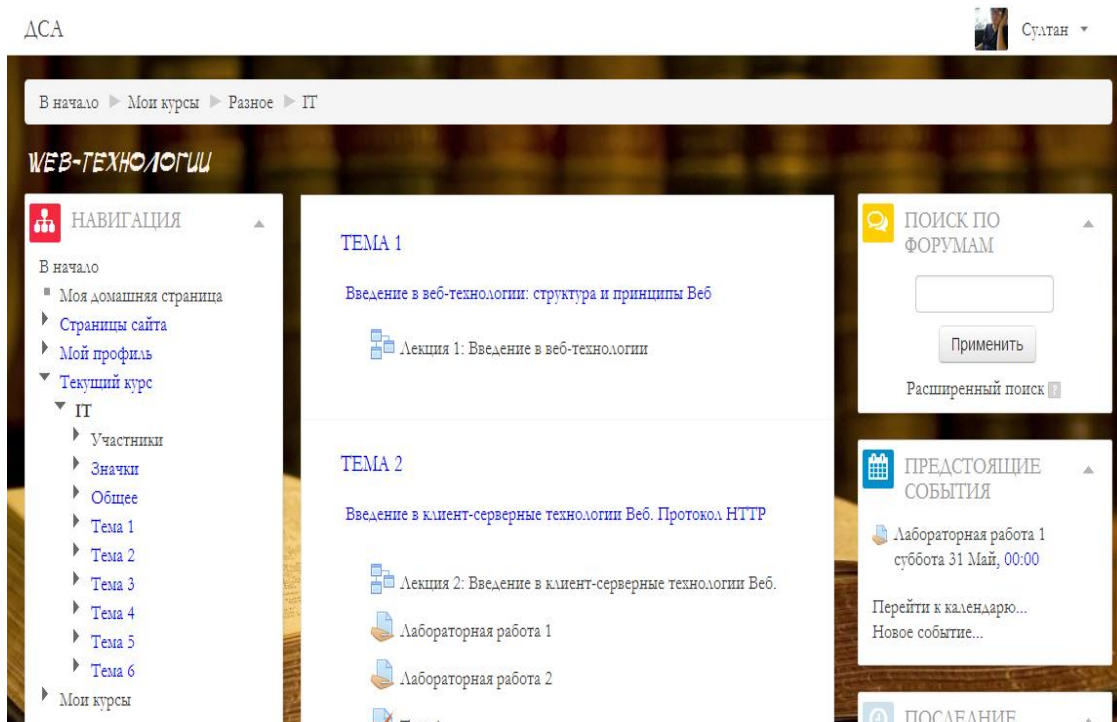 ДСА
Султан
В начало Мои курсы Разное IT
WEB-ТЕХНОЛОГИИ
НАВИГАЦИЯ
В начало
Моя домашняя страница
Страницы сайта
Мой профиль
Текущий курс
IT
Участники
Значки
Общее
Тема 1
Тема 2
Тема 3
Тема 4
Тема 5
Тема 6
Мои курсы
ТЕМА 1
Введение в веб-технологии: структура и принципы Веб
Лекция 1: Введение в веб-технологии
ТЕМА 2
Введение в клиент-серверные технологии Веб. Протокол HTTP
Лекция 2: Введение в клиент-серверные технологии Веб.
Лабораторная работа 1
Лабораторная работа 2
ПОИСК ПО
ФОРУМАМ
Применить
Расширенный поиск ?
ПРЕДСТОЯЩИЕ
СОБЫТИЯ
Лабораторная работа 1
суббота 31 Май, 00:00
Перейти к календарю...
Новое событие...
ПОСЛЕДНИЕ